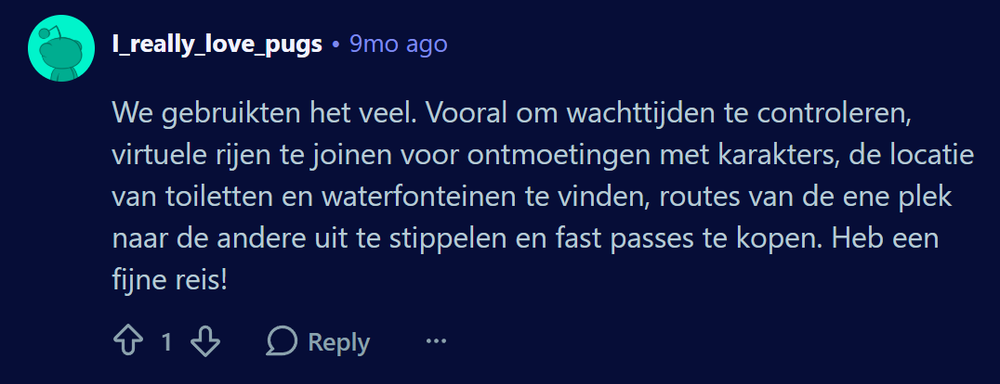 I_really_love_pugs • 9mo ago
We gebruikten het veel. Vooral om wachttijden te controleren,
virtuele rijen te joinen voor ontmoetingen met karakters, de locatie
van toiletten en waterfonteinen te vinden, routes van de ene plek
naar de andere uit te stippelen en fast passes te kopen. Heb een
fijne reis!
1 Reply ...